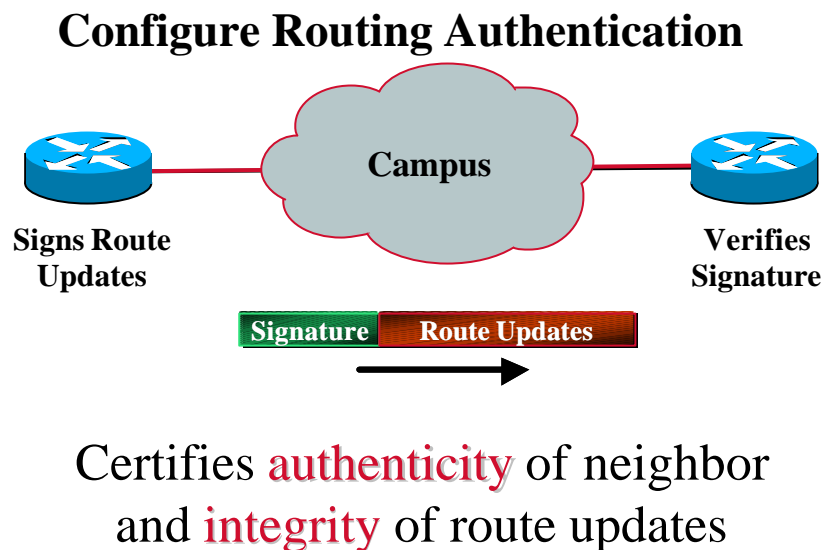 Configure Routing Authentication
Campus
Signs Route
Updates
Verifies
Signature
Signature Route Updates
Certifies authenticity of neighbor
and integrity of route updates